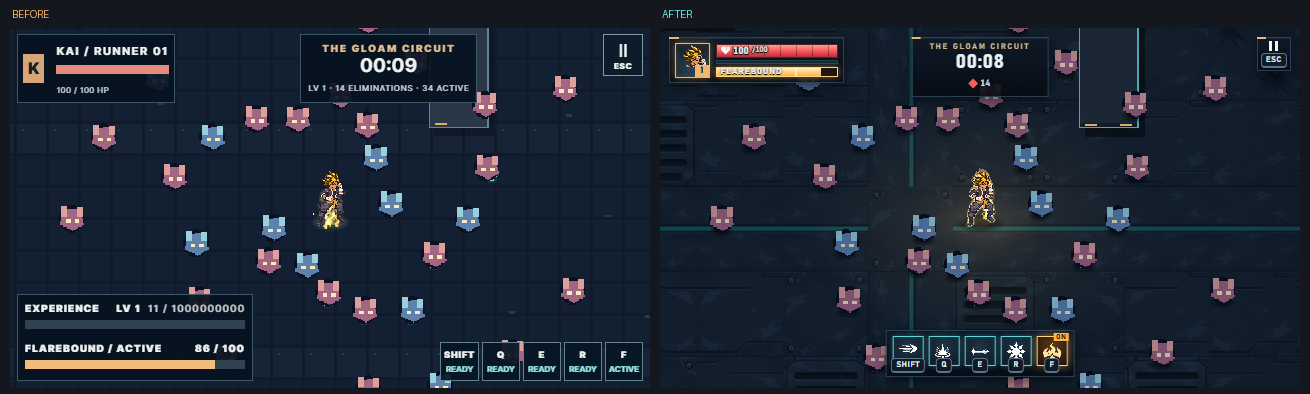 BEFORE
KAI / RUNNER 01
K
100 / 100 HP
THE GLOAM CIRCUIT
00:09
LV 1 · 14 ELIMINATIONS · 34 ACTIVE
ESC
EXPERIENCE LV 1 11 / 1000000000
FLAREBOUND / ACTIVE 86 / 100
SHIFT Q E R F
READY READY READY READY ACTIVE
AFTER
100 /100
1
FLAREBOUND
THE GLOAM CIRCUIT
00:08
14
ESC
ON
SHIFT Q E R F